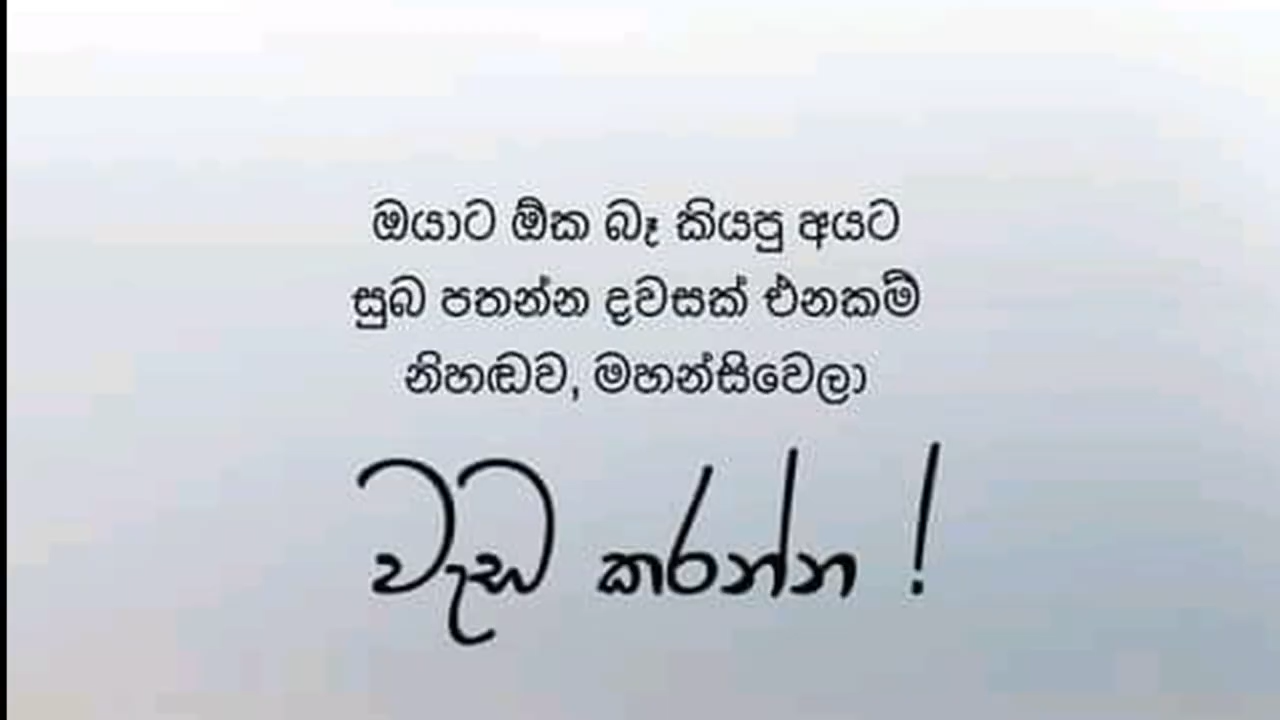 ඔයාට ඕක බෑ කියපු අයට
සුබ පතන්න දවසක් එනකම්
නිහඬව, මහන්සිවෙලා
වැඩ කරන්න !